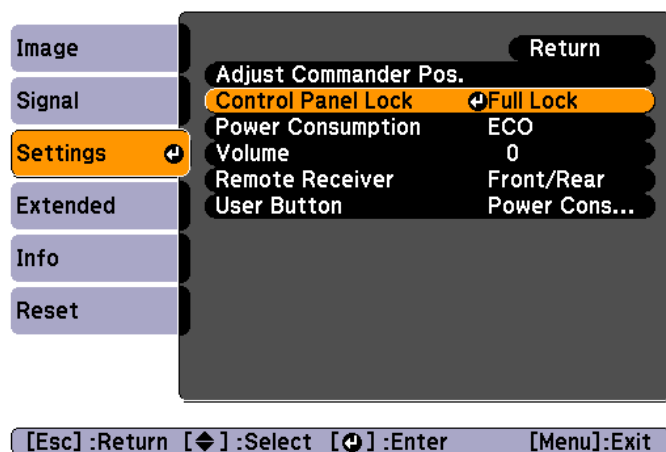 Image
Signal
Settings
Extended
Info
Reset
Return
Adjust Commander Pos.
Control Panel Lock Full Lock
Power Consumption ECO
Volume 0
Remote Receiver Front/Rear
User Button Power Cons...
[Esc] :Return [◆] :Select [⏎] :Enter [Menu]:Exit